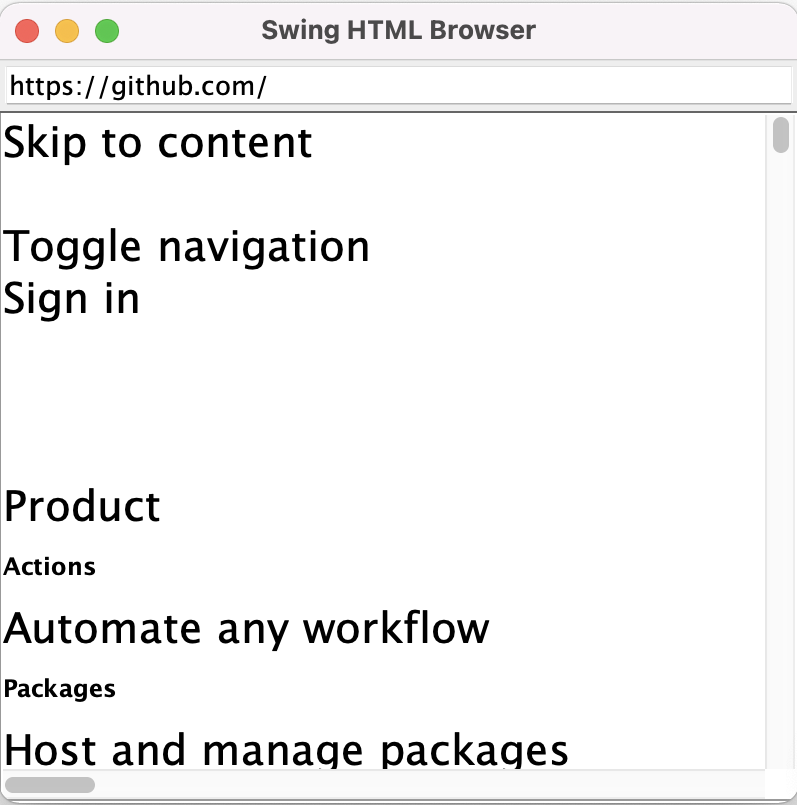 Swing HTML Browser
https://github.com/
Skip to content
Toggle navigation
Sign in
Product
Actions
Automate any workflow
Packages
Host and manage packages